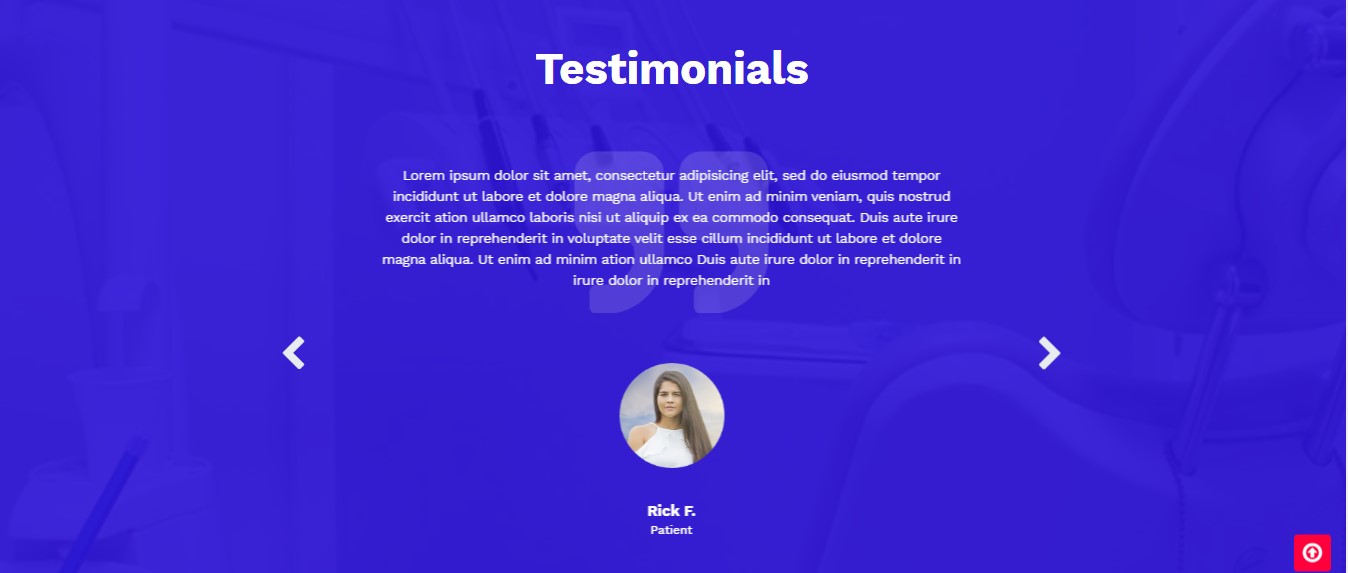 Testimonials
Lorem ipsum dolor sit amet, consectetur adipisicing elit, sed do eiusmod tempor
incididunt ut labore et dolore magna aliqua. Ut enim ad minim veniam, quis nostrud
exercit ation ullamco laboris nisi ut aliquip ex ea commodo consequat. Duis aute irure
dolor in reprehenderit in voluptate velit esse cillum incididunt ut labore et dolore
magna aliqua. Ut enim ad minim ation ullamco Duis aute irure dolor in reprehenderit in
irure dolor in reprehenderit in
Rick F.
Patient